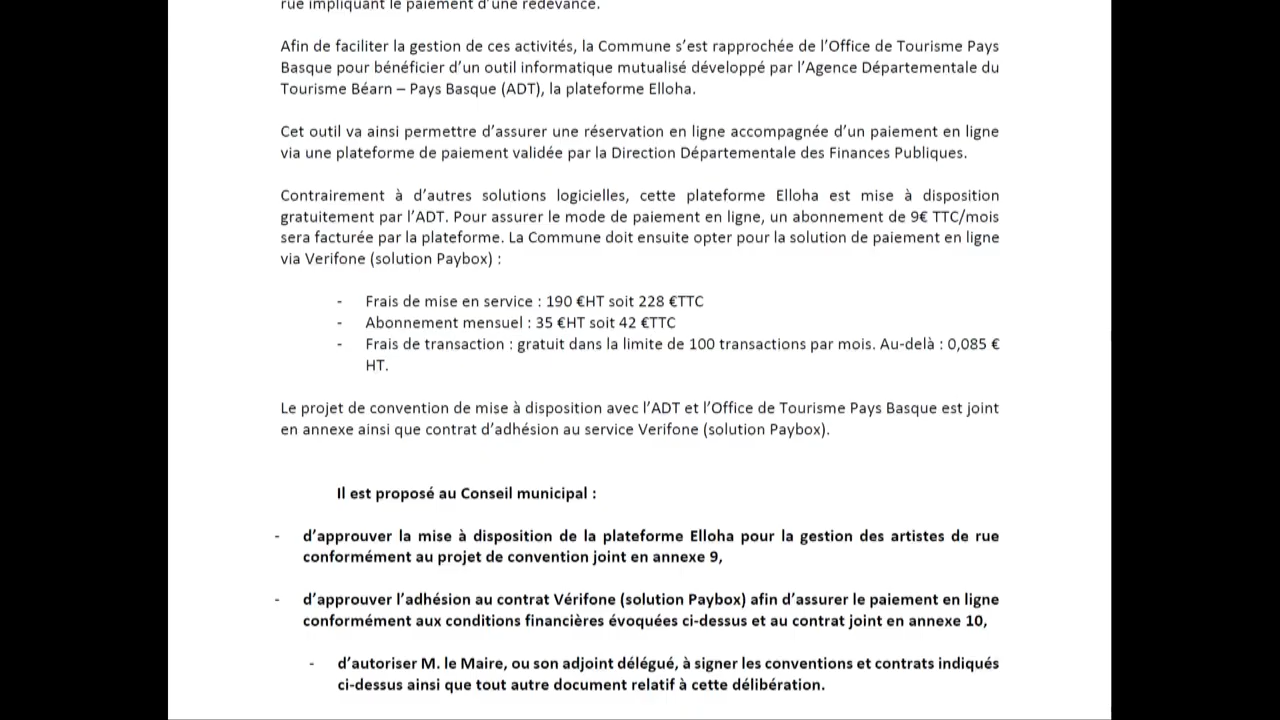 rue impliquant le paiement d’une redevance.
Afin de faciliter la gestion de ces activités, la Commune s’est rapprochée de l’Office de Tourisme Pays
Basque pour bénéficier d’un outil informatique mutualisé développé par l’Agence Départementale du
Tourisme Béarn – Pays Basque (ADT), la plateforme Elloha.
Cet outil va ainsi permettre d’assurer une réservation en ligne accompagnée d’un paiement en ligne
via une plateforme de paiement validée par la Direction Départementale des Finances Publiques.
Contrairement à d’autres solutions logicielles, cette plateforme Elloha est mise à disposition
gratuitement par l’ADT. Pour assurer le mode de paiement en ligne, un abonnement de 9€ TTC/mois
sera facturée par la plateforme. La Commune doit ensuite opter pour la solution de paiement en ligne
via Verifone (solution Paybox) :
- Frais de mise en service : 190 €HT soit 228 €TTC
- Abonnement mensuel : 35 €HT soit 42 €TTC
- Frais de transaction : gratuit dans la limite de 100 transactions par mois. Au-delà : 0,085 €
HT.
Le projet de convention de mise à disposition avec l’ADT et l’Office de Tourisme Pays Basque est joint
en annexe ainsi que contrat d’adhésion au service Verifone (solution Paybox).
Il est proposé au Conseil municipal :
- d’approuver la mise à disposition de la plateforme Elloha pour la gestion des artistes de rue
conformément au projet de convention joint en annexe 9,
- d’approuver l’adhésion au contrat Vérifone (solution Paybox) afin d’assurer le paiement en ligne
conformément aux conditions financières évoquées ci-dessus et au contrat joint en annexe 10,
- d’autoriser M. le Maire, ou son adjoint délégué, à signer les conventions et contrats indiqués
ci-dessus ainsi que tout autre document relatif à cette délibération.